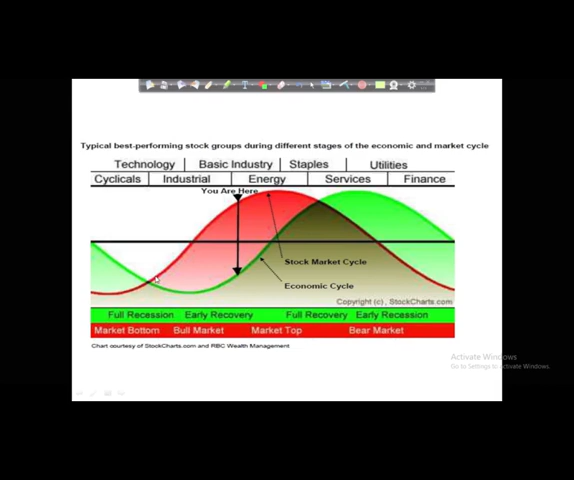 Typical best-performing stock groups during different stages of the economic and market cycle
Technology Basic Industry Staples Utilities
Cyclicals Industrial Energy Services Finance
You Are Here
Stock Market Cycle
Economic Cycle
Copyright (c), StockCharts.com
Full Recession Early Recovery Full Recovery Early Recession
Market Bottom Bull Market Market Top Bear Market
Chart courtesy of StockCharts.com and RBC Wealth Management
Activate Windows
Go to Settings to activate Windows.